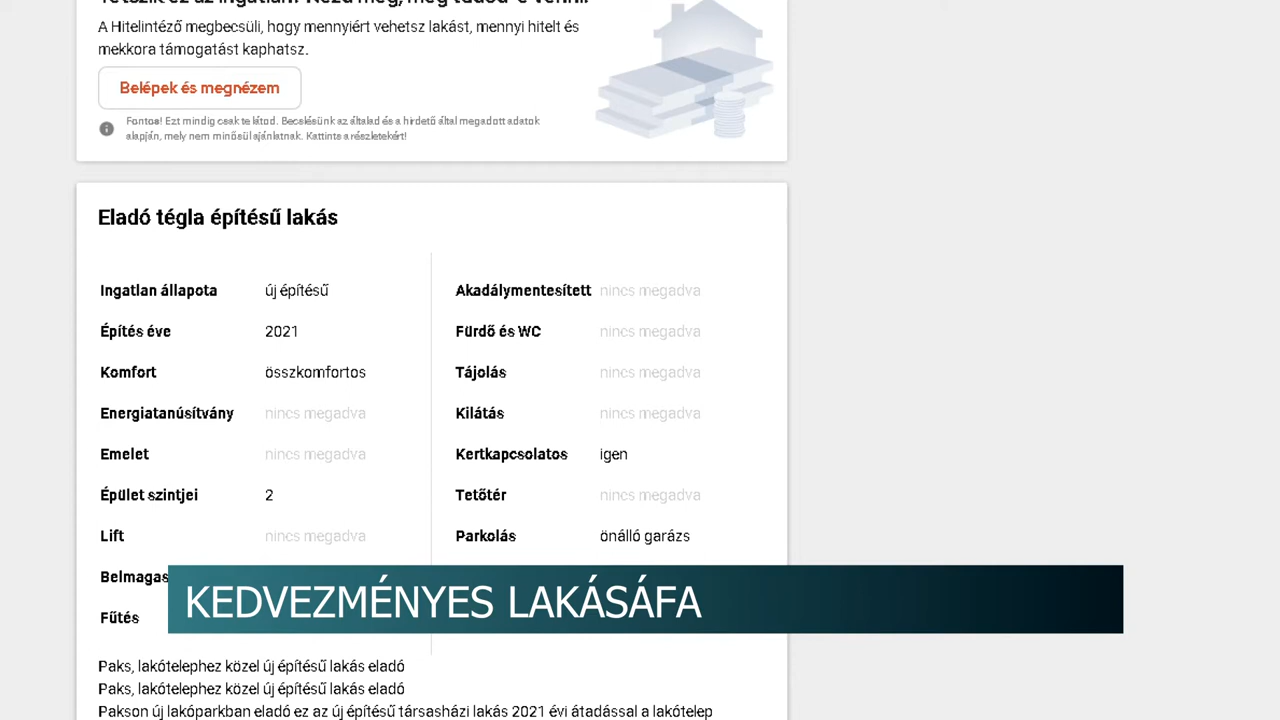 A Hitelintéző megbecsüli, hogy mennyiért vehetsz lakást, mennyi hitelt és
mekkora támogatást kaphatsz.
Belépek és megnézem
Fontos! Ezt mindig csak te látod. Becslésünk az általad és a hirdető által megadott adatok
alapján, mely nem minősül ajánlatnak. Kattints a részletekért!
Eladó tégla építésű lakás
Ingatlan állapota új építésű
Építés éve 2021
Komfort összkomfortos
Energiatanúsítvány nincs megadva
Emelet nincs megadva
Épület szintjei 2
Lift nincs megadva
Belmagas
Fűtés
Akadálymentesített nincs megadva
Fürdő és WC nincs megadva
Tájolás nincs megadva
Kilátás nincs megadva
Kertkapcsolatos igen
Tetőtér nincs megadva
Parkolás önálló garázs
KEDVEZMÉNYES LAKÁSÁFA
Paks, lakótelephez közel új építésű lakás eladó
Paks, lakótelephez közel új építésű lakás eladó
Pakson új lakóparkban eladó ez az új építésű társasházi lakás 2021 évi átadással a lakótelep